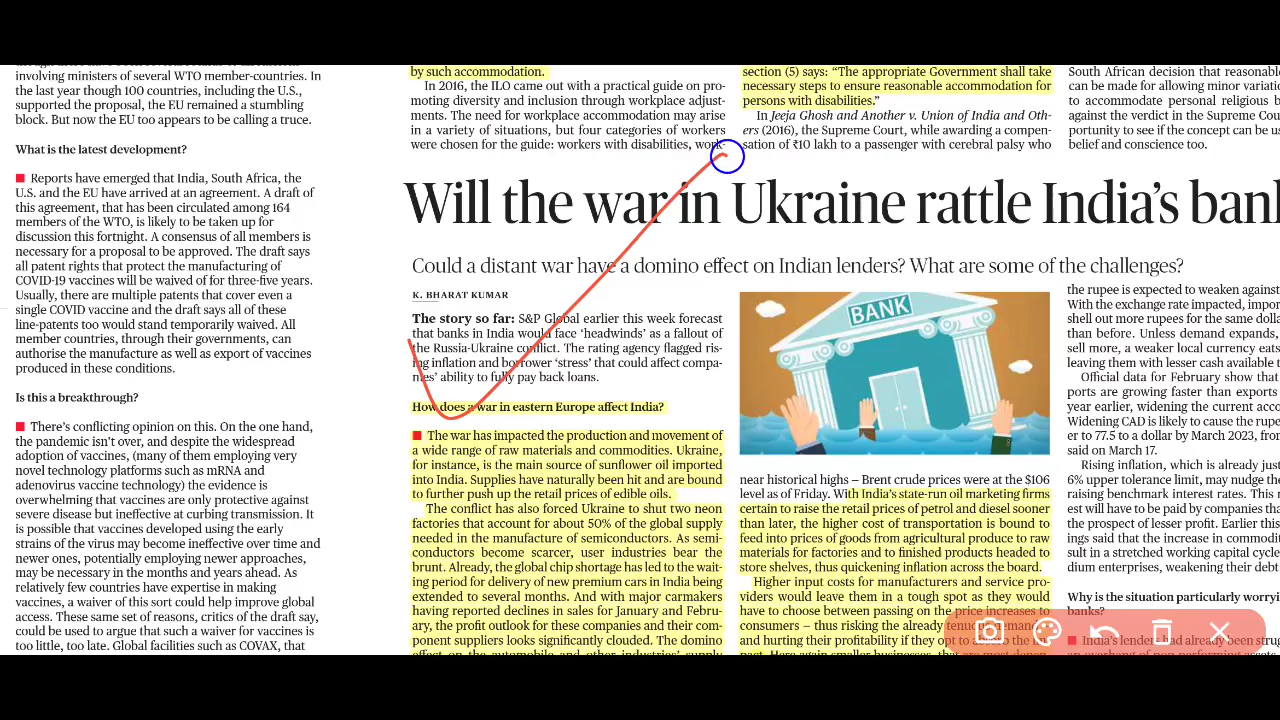 involving ministers of several WTO member-countries. In
the last year though 100 countries, including the U.S.,
supported the proposal, the EU remained a stumbling
block. But now the EU too appears to be calling a truce.
What is the latest development?
Reports have emerged that India, South Africa, the
U.S. and the EU have arrived at an agreement. A draft of
this agreement, that has been circulated among 164
members of the WTO, is likely to be taken up for
discussion this fortnight. A consensus of all members is
necessary for a proposal to be approved. The draft says
all patent rights that protect the manufacturing of
COVID-19 vaccines will be waived of for three-five years.
Usually, there are multiple patents that cover even a
single COVID vaccine and the draft says all of these
line-patents too would stand temporarily waived. All
member countries, through their governments, can
authorise the manufacture as well as export of vaccines
produced in these conditions.
Is this a breakthrough?
There's conflicting opinion on this. On the one hand,
the pandemic isn't over, and despite the widespread
adoption of vaccines, (many of them employing very
novel technology platforms such as mRNA and
adenovirus vaccine technology) the evidence is
overwhelming that vaccines are only protective against
severe disease but ineffective at curbing transmission. It
is possible that vaccines developed using the early
strains of the virus may become ineffective over time and
newer ones, potentially employing newer approaches,
may be necessary in the months and years ahead. As
relatively few countries have expertise in making
vaccines, a waiver of this sort could help improve global
access. These same set of reasons, critics of the draft say,
could be used to argue that such a waiver for vaccines is
too little, too late. Global facilities such as COVAX, that
by such accommodation.
In 2016, the ILO came out with a practical guide on pro-
moting diversity and inclusion through workplace adjust-
ments. The need for workplace accommodation may arise
in a variety of situations, but four categories of workers
were chosen for the guide: workers with disabilities, work-
section (5) says: “The appropriate Government shall take
necessary steps to ensure reasonable accommodation for
persons with disabilities.”
In Jeeja Ghosh and Another v. Union of India and Oth-
ers (2016), the Supreme Court, while awarding a compen-
sation of ₹10 lakh to a passenger with cerebral palsy who
South African decision that reasonabl
can be made for allowing minor variatio
to accommodate personal religious b
against the verdict in the Supreme Cou
portunity to see if the concept can be u
belief and conscience too.
Will the war in Ukraine rattle India's ban
Could a distant war have a domino effect on Indian lenders? What are some of the challenges?
K. BHARAT KUMAR
The story so far: S&P Global earlier this week forecast
that banks in India would face ‘headwinds’ as a fallout of
the Russia-Ukraine conflict. The rating agency flagged ris-
ing inflation and borrower ‘stress’ that could affect compa-
nies’ ability to fully pay back loans.
How does a war in eastern Europe affect India?
The war has impacted the production and movement of
a wide range of raw materials and commodities. Ukraine,
for instance, is the main source of sunflower oil imported
into India. Supplies have naturally been hit and are bound
to further push up the retail prices of edible oils.
The conflict has also forced Ukraine to shut two neon
factories that account for about 50% of the global supply
needed in the manufacture of semiconductors. As semi-
conductors become scarcer, user industries bear the
brunt. Already, the global chip shortage has led to the wait-
ing period for delivery of new premium cars in India being
extended to several months. And with major carmakers
having reported declines in sales for January and Febru-
ary, the profit outlook for these companies and their com-
ponent suppliers looks significantly clouded. The domino
effect on the automobile and other industries’ supply
BANK
near historical highs – Brent crude prices were at the $106
level as of Friday. With India's state-run oil marketing firms
certain to raise the retail prices of petrol and diesel sooner
than later, the higher cost of transportation is bound to
feed into prices of goods from agricultural produce to raw
materials for factories and to finished products headed to
store shelves, thus quickening inflation across the board.
Higher input costs for manufacturers and service pro-
viders would leave them in a tough spot as they would
have to choose between passing on the price increases to
consumers – thus risking the already
and hurting their profitability if they opt to
pact. Here again smaller businesses, that are most
the rupee is expected to weaken against
With the exchange rate impacted, impor
shell out more rupees for the same dolla
than before. Unless demand expands,
sell more, a weaker local currency eats
leaving them with lesser cash available t
Official data for February show that
ports are growing faster than exports
year earlier, widening the current acco
Widening CAD is likely to cause the rupe
er to 77.5 to a dollar by March 2023, from
said on March 17.
Rising inflation, which is already just
6% upper tolerance limit, may nudge the
raising benchmark interest rates. This i
est will have to be paid by companies tha
the prospect of lesser profit. Earlier this
ings said that the increase in commodit
sult in a stretched working capital cycle
dium enterprises, weakening their debt
Why is the situation particularly worryi
banks?
India's lenders had already been strug